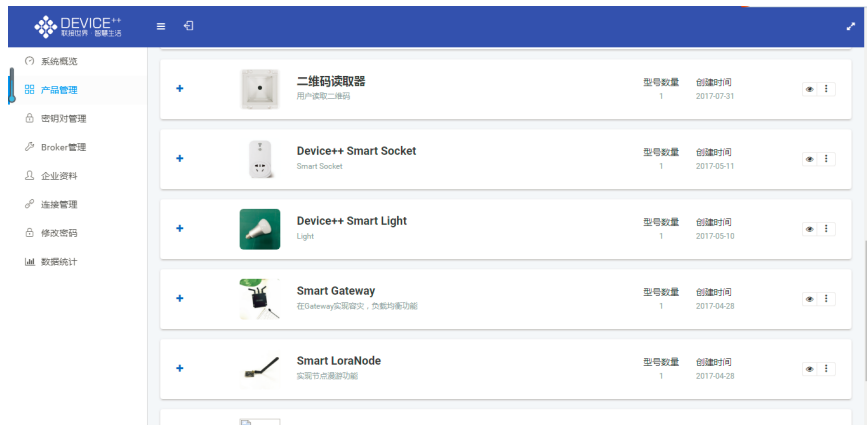 DEVICE++
联接世界·智慧生活
系统概览
产品管理
密钥对管理
Broker管理
企业资料
连接管理
修改密码
数据统计
二维码读取器
用户读取二维码
型号数量 创建时间
1 2017-07-31
Device++ Smart Socket
Smart Socket
型号数量 创建时间
1 2017-05-11
Device++ Smart Light
Light
型号数量 创建时间
1 2017-05-10
Smart Gateway
在Gateway实现容灾，负载均衡功能
型号数量 创建时间
1 2017-04-28
Smart LoraNode
实现节点漫游功能
型号数量 创建时间
1 2017-04-28